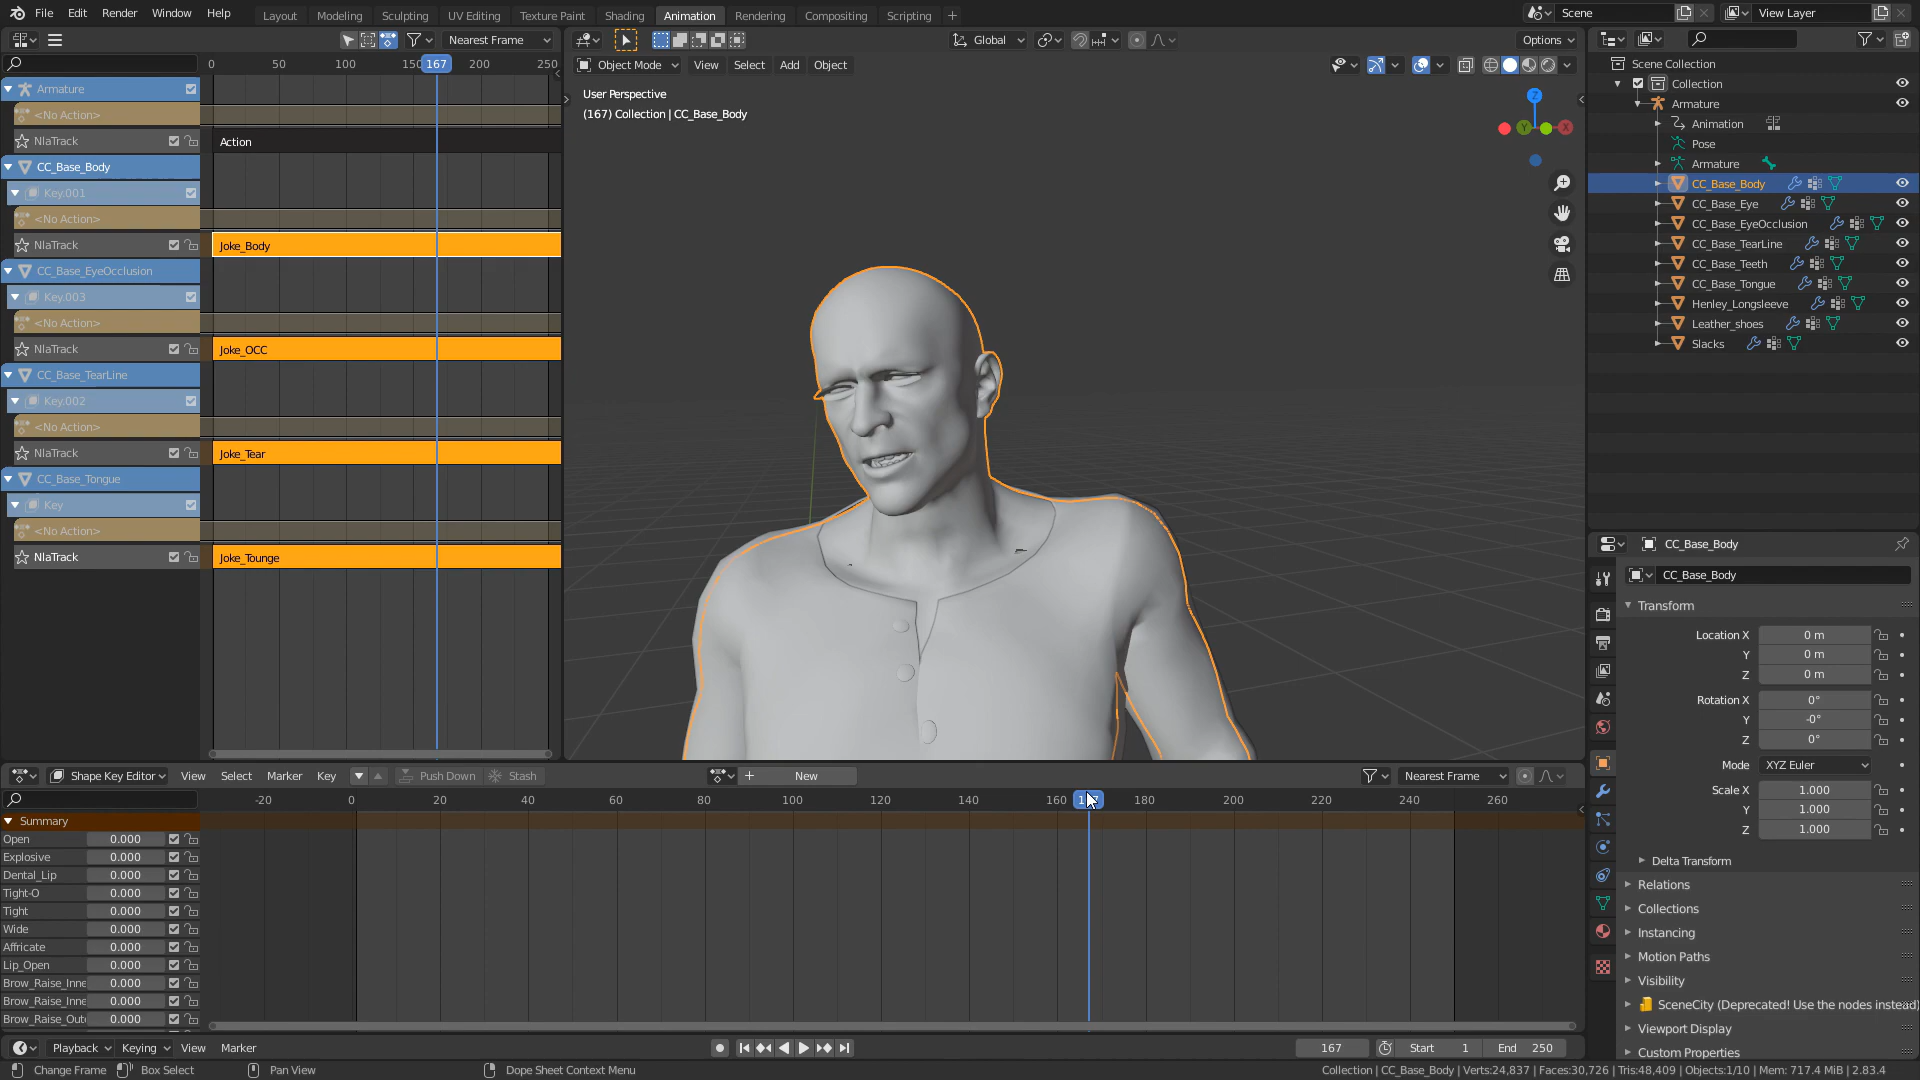 File Edit Render Window Help Layout Modeling Sculpting UV Editing Texture Paint Shading Animation Rendering Compositing Scripting + Scene View Layer
Nearest Frame Global Options
0 50 100 150 167 200 250
Object Mode View Select Add Object
Scene Collection
Collection
Armature
Animation
Pose
Armature
CC_Base_Body
CC_Base_Eye
CC_Base_EyeOcclusion
CC_Base_TearLine
CC_Base_Teeth
CC_Base_Tongue
Henley_Longsleeve
Leather_shoes
Slacks
Armature
<No Action>
NlaTrack Action
CC_Base_Body
Key.001
<No Action>
NlaTrack Joke_Body
CC_Base_EyeOcclusion
Key.003
<No Action>
NlaTrack Joke_OCC
CC_Base_TearLine
Key.002
<No Action>
NlaTrack Joke_Tear
CC_Base_Tongue
Key
<No Action>
NlaTrack Joke_Tounge
User Perspective
(167) Collection | CC_Base_Body
Z
Y
X
CC_Base_Body
CC_Base_Body
Transform
Location X 0 m
Y 0 m
Z 0 m
Rotation X 0°
Y -0°
Z 0°
Mode XYZ Euler
Scale X 1.000
Y 1.000
Z 1.000
Delta Transform
Relations
Collections
Instancing
Motion Paths
Visibility
SceneCity (Deprecated! Use the nodes instead)
Viewport Display
Custom Properties
Shape Key Editor View Select Marker Key Push Down Stash + New Nearest Frame
-20 0 20 40 60 80 100 120 140 160 180 200 220 240 260
Summary
Open 0.000
Explosive 0.000
Dental_Lip 0.000
Tight-O 0.000
Tight 0.000
Wide 0.000
Affricate 0.000
Lip_Open 0.000
Brow_Raise_Inne 0.000
Brow_Raise_Inne 0.000
Brow_Raise_Out 0.000
Playback Keying View Marker 167 Start 1 End 250
Change Frame Box Select Pan View Dope Sheet Context Menu Collection | CC_Base_Body | Verts:24,837 | Faces:30,726 | Tris:48,409 | Objects:1/10 | Mem: 717.4 MiB | 2.83.4